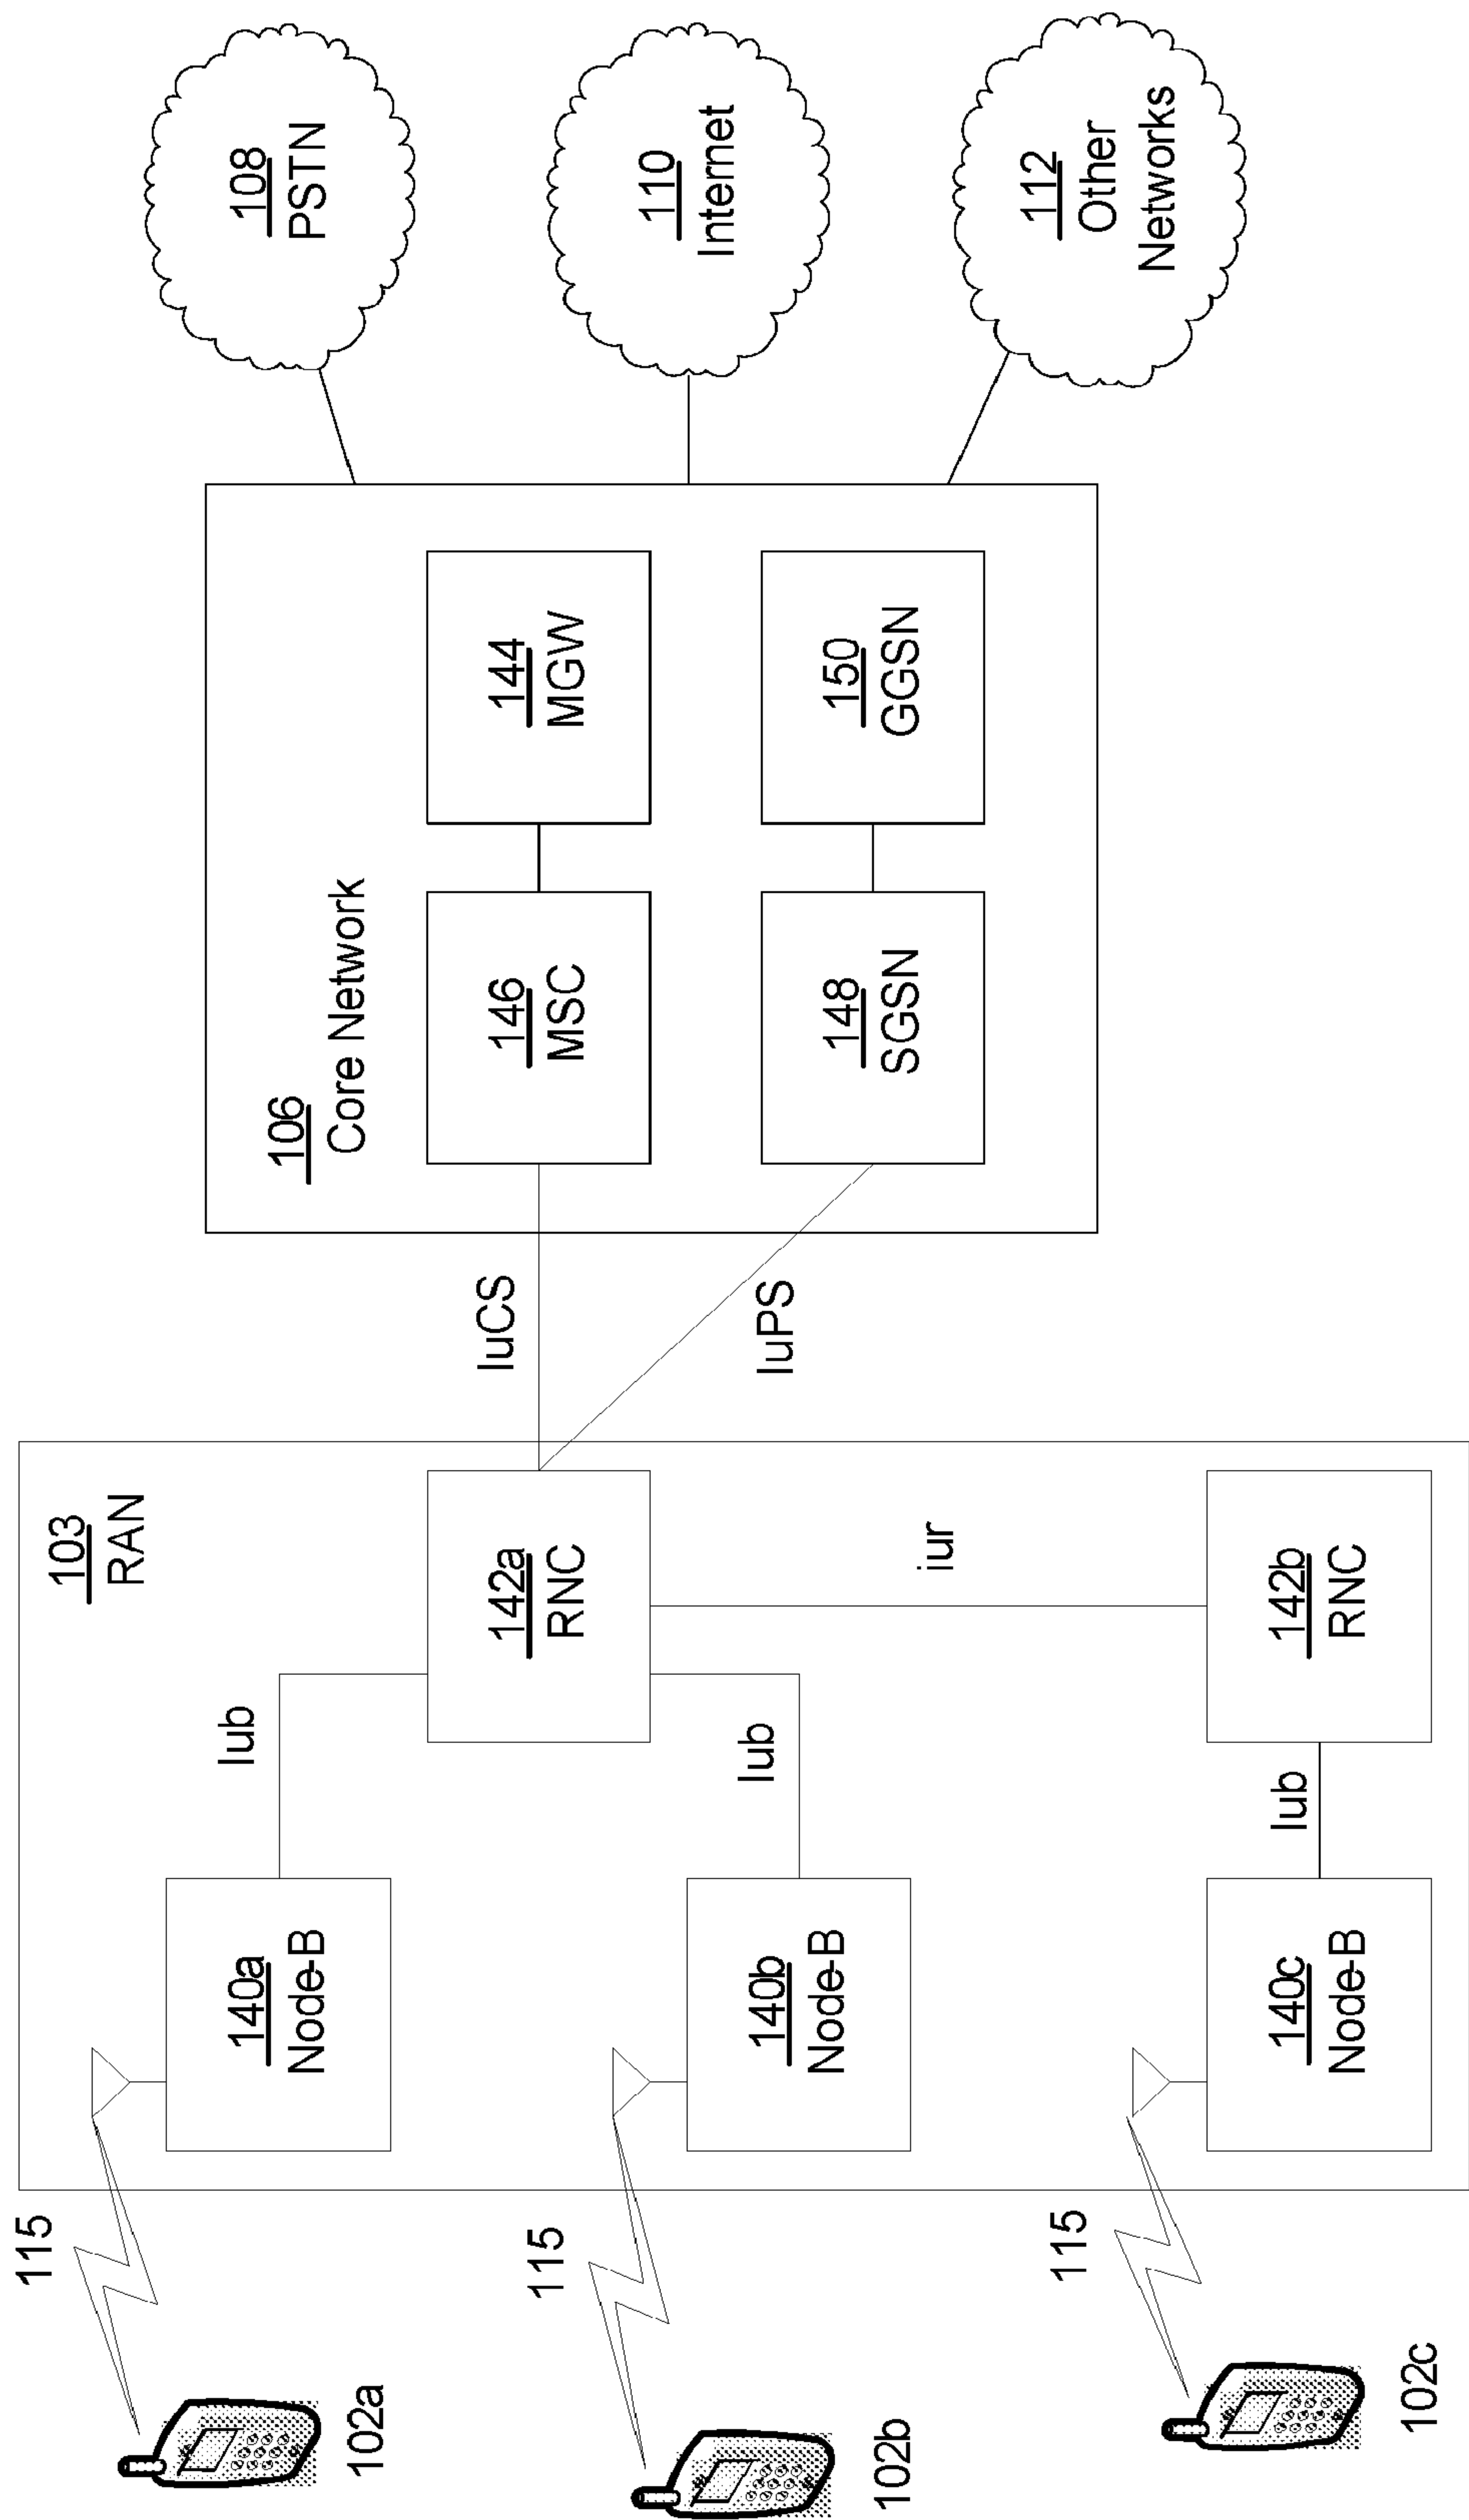 115
102a
103
RAN
140a
Node-B
Iub
115
102b
140b
Node-B
Iub
142a
RNC
iur
115
102c
140c
Node-B
Iub
142b
RNC
IuCS
IuPS
106
Core Network
146
MSC
144
MGW
148
SGSN
150
GGSN
108
PSTN
110
Internet
112
Other
Networks